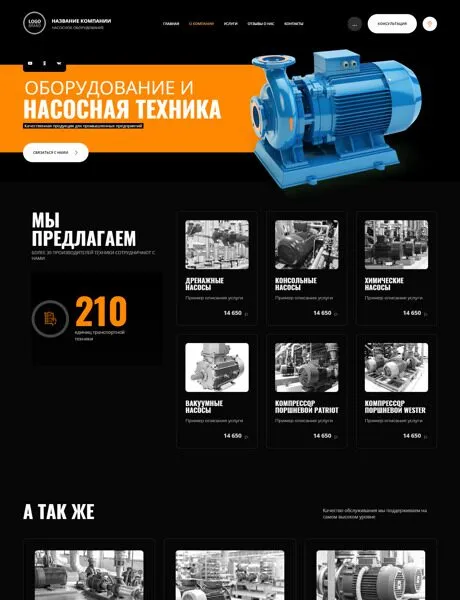 LOGO
BRAND
НАЗВАНИЕ КОМПАНИИ
НАСОСНОЕ ОБОРУДОВАНИЕ
ГЛАВНАЯ
О КОМПАНИИ
УСЛУГИ
ОТЗЫВЫ О НАС
КОНТАКТЫ
...
КОНСУЛЬТАЦИЯ
ОБОРУДОВАНИЕ И
НАСОСНАЯ ТЕХНИКА
Качественная продукция для промышленных предприятий
СВЯЗАТЬСЯ С НАМИ
МЫ
ПРЕДЛАГАЕМ
БОЛЕЕ 30 ПРОИЗВОДИТЕЛЕЙ ТЕХНИКИ СОТРУДНИЧАЮТ С
НАМИ
210
единиц транспортной
техники
ДРЕНАЖНЫЕ
НАСОСЫ
Пример описания услуги
14 650 р.
КОНСОЛЬНЫЕ
НАСОСЫ
Пример описания услуги
14 650 р.
ХИМИЧЕСКИЕ
НАСОСЫ
Пример описания услуги
14 650 р.
ВАКУУМНЫЕ
НАСОСЫ
Пример описания услуги
14 650 р.
КОМПРЕССОР
ПОРШНЕВОЙ PATRIOT
Пример описания услуги
14 650 р.
КОМПРЕССОР
ПОРШНЕВОЙ WESTER
Пример описания услуги
14 650 р.
А ТАК ЖЕ
Качество обслуживания мы поддерживаем на
самом высоком уровне